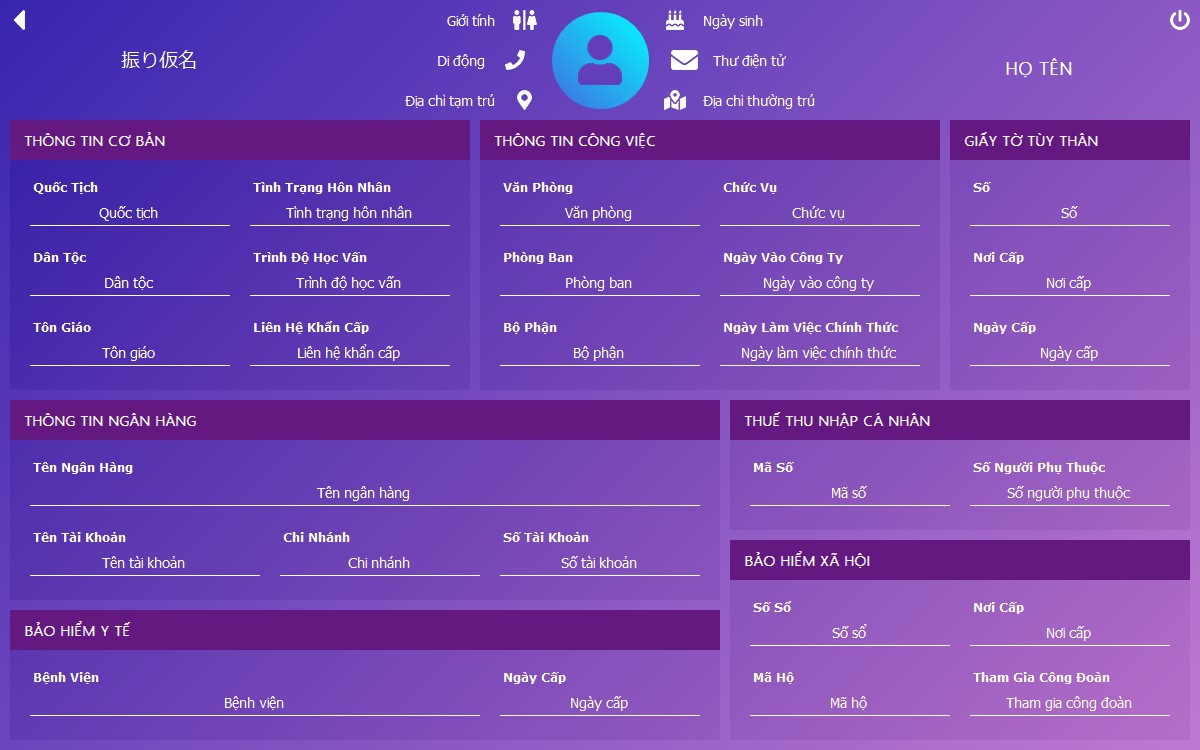 振り仮名
Giới tính
Ngày sinh
Di động
Thư điện tử
Địa chỉ tạm trú
Địa chỉ thường trú
HỌ TÊN
THÔNG TIN CƠ BẢN
Quốc Tịch
Tình Trạng Hôn Nhân
Quốc tịch
Tình trạng hôn nhân
Dân Tộc
Trình Độ Học Vấn
Dân tộc
Trình độ học vấn
Tôn Giáo
Liên Hệ Khẩn Cấp
Tôn giáo
Liên hệ khẩn cấp
THÔNG TIN CÔNG VIỆC
Văn Phòng
Chức Vụ
Văn phòng
Chức vụ
Phòng Ban
Ngày Vào Công Ty
Phòng ban
Ngày vào công ty
Bộ Phận
Ngày Làm Việc Chính Thức
Bộ phận
Ngày làm việc chính thức
GIẤY TỜ TÙY THÂN
Số
Số
Nơi Cấp
Nơi cấp
Ngày Cấp
Ngày cấp
THÔNG TIN NGÂN HÀNG
Tên Ngân Hàng
Tên ngân hàng
Tên Tài Khoản
Chi Nhánh
Số Tài Khoản
Tên tài khoản
Chi nhánh
Số tài khoản
THUẾ THU NHẬP CÁ NHÂN
Mã Số
Số Người Phụ Thuộc
Mã số
Số người phụ thuộc
BẢO HIỂM Y TẾ
Bệnh Viện
Ngày Cấp
Bệnh viện
Ngày cấp
BẢO HIỂM XÃ HỘI
Số Sổ
Nơi Cấp
Số sổ
Nơi cấp
Mã Hộ
Tham Gia Công Đoàn
Mã hộ
Tham gia công đoàn